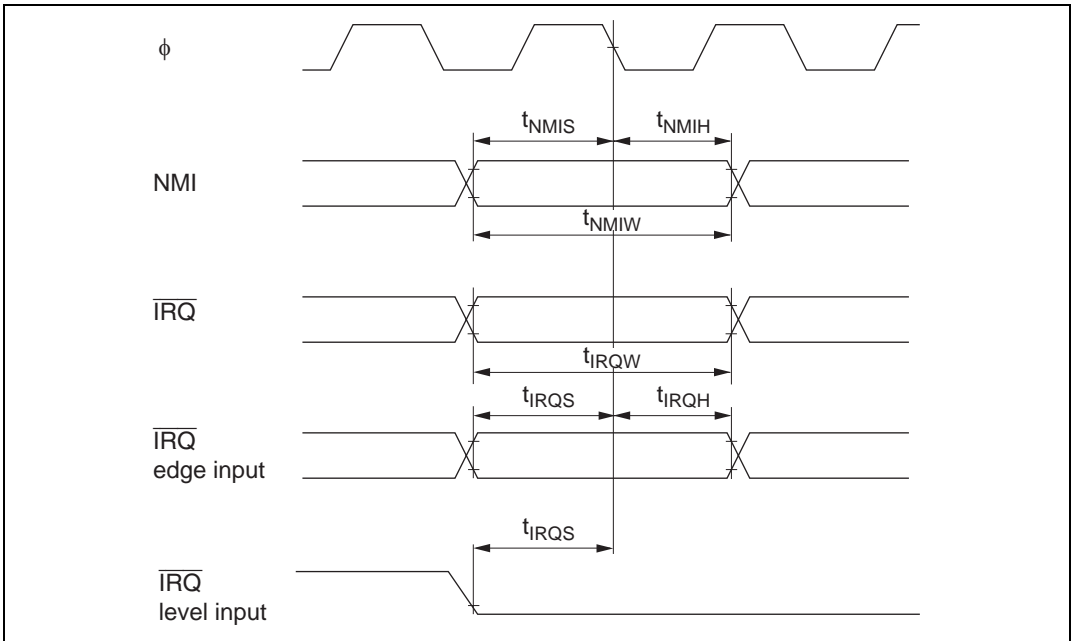 ϕ
tNMIS tNMIH
NMI
tNMIW
IRQ
tIRQW
tIRQS tIRQH
IRQ
edge input
tIRQS
IRQ
level input